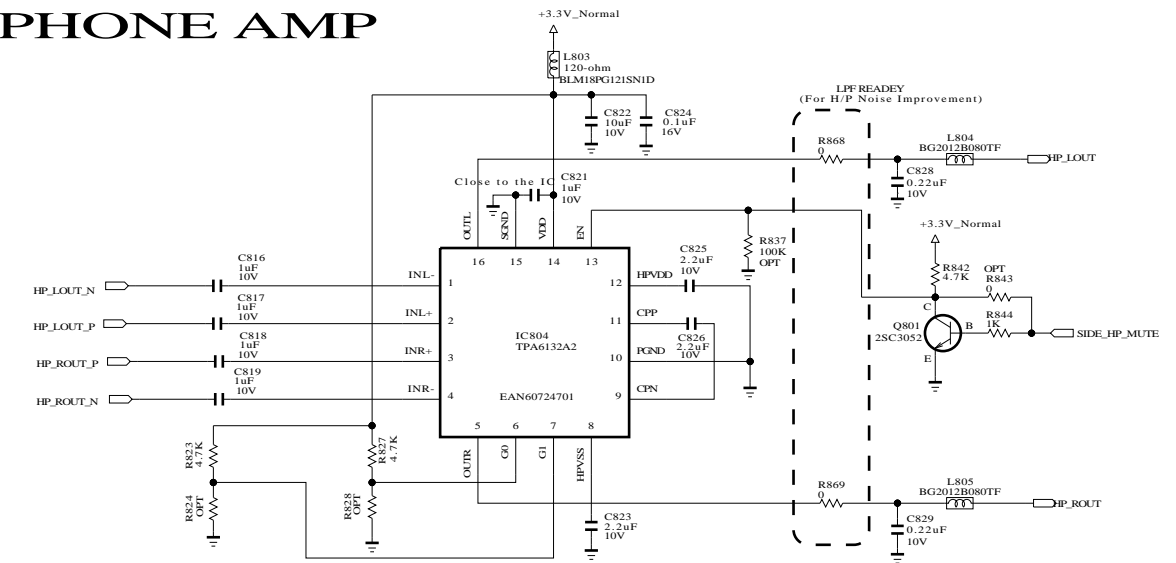 PHONE AMP
+3.3V_Normal
L803
120-ohm
BLM18PG121SN1D
C822
10uF
10V
C824
0.1uF
16V
LPF READEY
(For H/P Noise Improvement)
R868
0
L804
BG2012B080TF
HP_LOUT
C828
0.22uF
10V
Close to the IC
C821
1uF
10V
OUTL
SGND
VDD
EN
16
15
14
13
R837
100K
OPT
+3.3V_Normal
R842
4.7K
OPT
R843
0
R844
1K
SIDE_HP_MUTE
Q801
2SC3052
C
B
E
C816
1uF
10V
HP_LOUT_N
INL-
1
C817
1uF
10V
HP_LOUT_P
INL+
2
C818
1uF
10V
HP_ROUT_P
INR+
3
C819
1uF
10V
HP_ROUT_N
INR-
4
IC804
TPA6132A2
EAN60724701
12
HPVDD
C825
2.2uF
10V
11
CPP
C826
2.2uF
10V
10
PGND
9
CPN
5
6
7
8
OUTR
G0
G1
HPVSS
R823
4.7K
R827
4.7K
R824
OPT
R828
OPT
C823
2.2uF
10V
R869
0
L805
BG2012B080TF
HP_ROUT
C829
0.22uF
10V